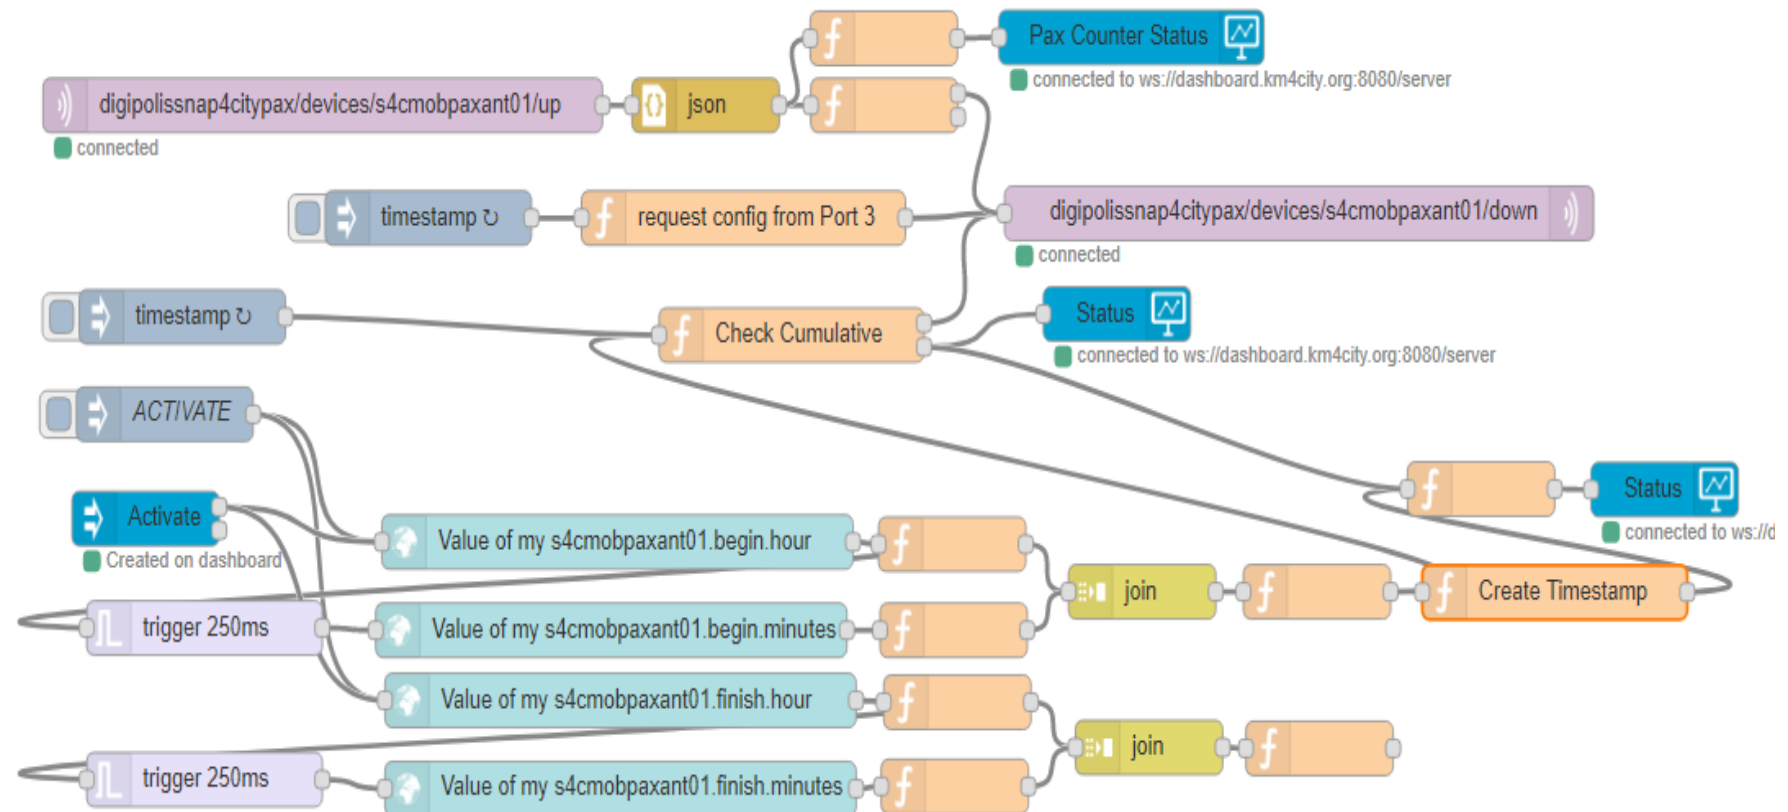 Pax Counter Status
connected to ws://dashboard.km4city.org:8080/server
digipolissnap4citypax/devices/s4cmobpaxant01/up
json
connected
timestamp ↻
request config from Port 3
digipolissnap4citypax/devices/s4cmobpaxant01/down
connected
timestamp ↻
Check Cumulative
Status
connected to ws://dashboard.km4city.org:8080/server
ACTIVATE
Activate
Created on dashboard
Status
connected to ws://d
Value of my s4cmobpaxant01.begin.hour
join
Create Timestamp
trigger 250ms
Value of my s4cmobpaxant01.begin.minutes
Value of my s4cmobpaxant01.finish.hour
join
trigger 250ms
Value of my s4cmobpaxant01.finish.minutes